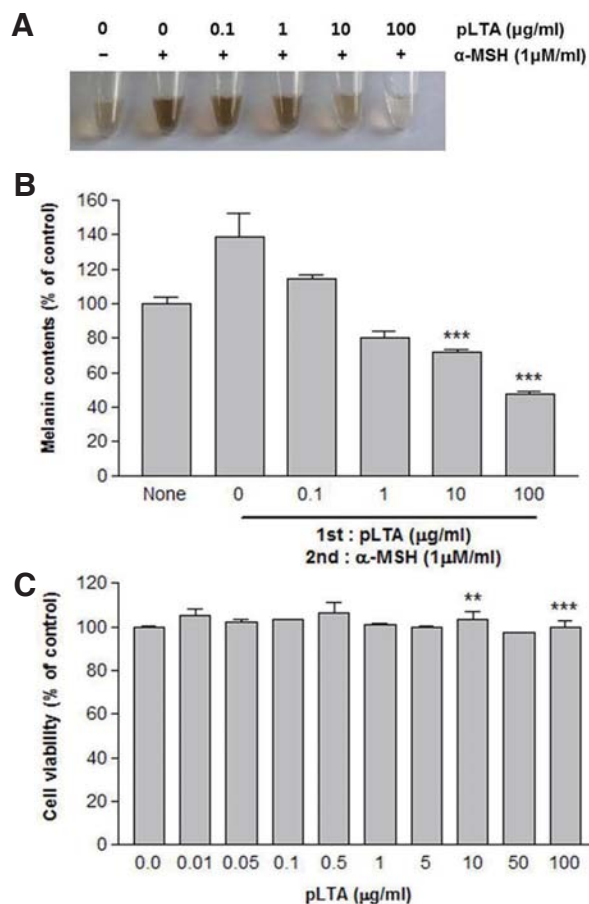 A
0 0 0.1 1 10 100 pLTA (μg/ml)
– + + + + + α-MSH (1μM/ml)
B
Melanin contents (% of control)
160
140
120
100
80
60
40
20
0
*** ***
None 0 0.1 1 10 100
1st : pLTA (μg/ml)
2nd : α-MSH (1μM/ml)
C
Cell viability (% of control)
120
100
80
60
40
20
0
** ***
0.0 0.01 0.05 0.1 0.5 1 5 10 50 100
pLTA (μg/ml)